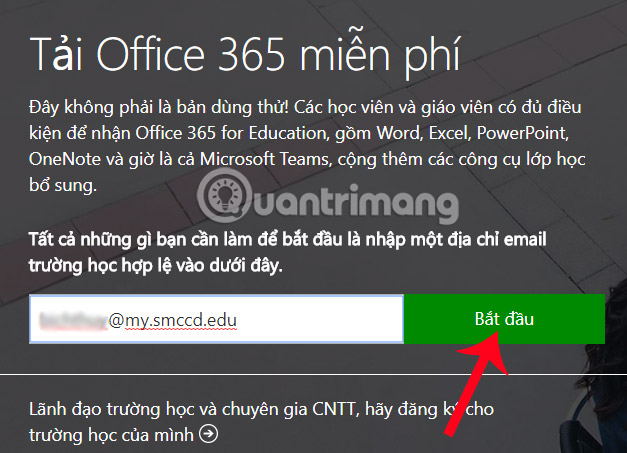 Tải Office 365 miễn phí
Đây không phải là bản dùng thử! Các học viên và giáo viên có đủ điều
kiện để nhận Office 365 for Education, gồm Word, Excel, PowerPoint,
OneNote và giờ là cả Microsoft Teams, cộng thêm các công cụ lớp học
bổ sung.
Quantrimang
Tất cả những gì bạn cần làm để bắt đầu là nhập một địa chỉ email
trường học hợp lệ vào dưới đây.
@my.smccd.edu
Bắt đầu
Lãnh đạo trường học và chuyên gia CNTT, hãy đăng ký cho
trường học của mình